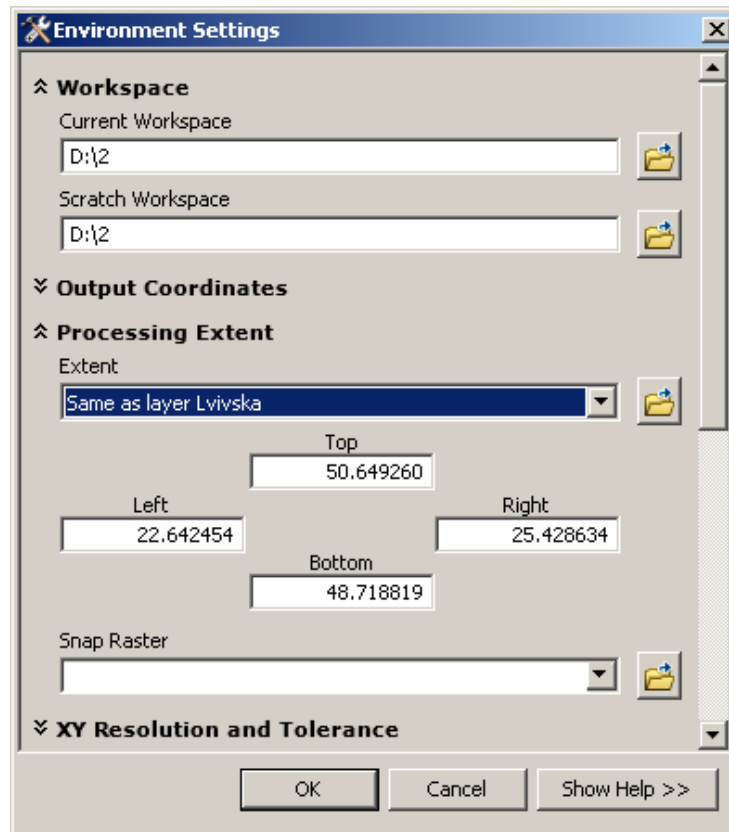 Environment Settings
Workspace
Current Workspace
D:\2
Scratch Workspace
D:\2
Output Coordinates
Processing Extent
Extent
Same as layer Lvivska
Top
50.649260
Left Right
22.642454 25.428634
Bottom
48.718819
Snap Raster
XY Resolution and Tolerance
OK Cancel Show Help >>